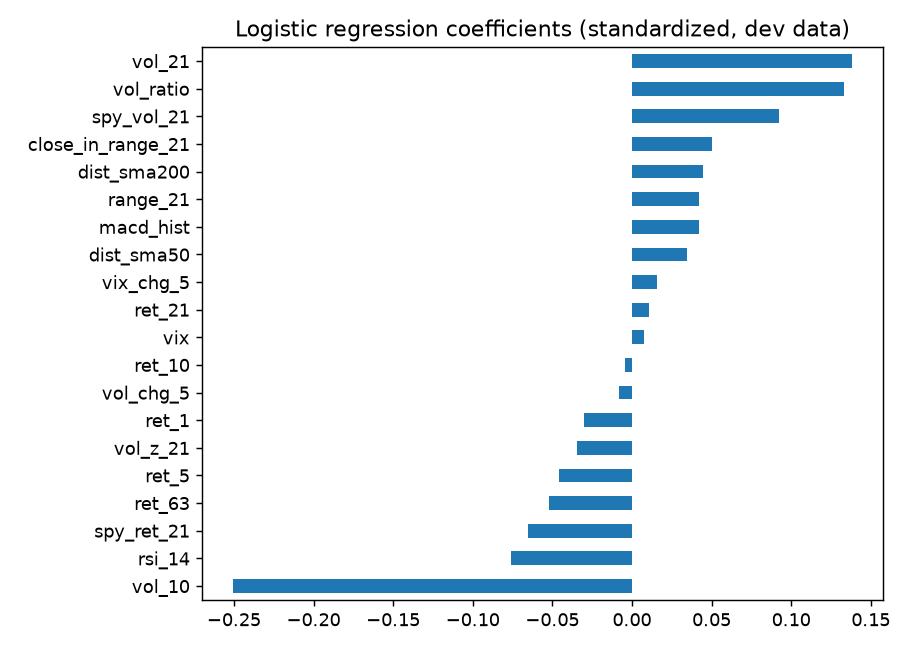 Logistic regression coefficients (standardized, dev data)
vol_21
vol_ratio
spy_vol_21
close_in_range_21
dist_sma200
range_21
macd_hist
dist_sma50
vix_chg_5
ret_21
vix
ret_10
vol_chg_5
ret_1
vol_z_21
ret_5
ret_63
spy_ret_21
rsi_14
vol_10
−0.25 −0.20 −0.15 −0.10 −0.05 0.00 0.05 0.10 0.15